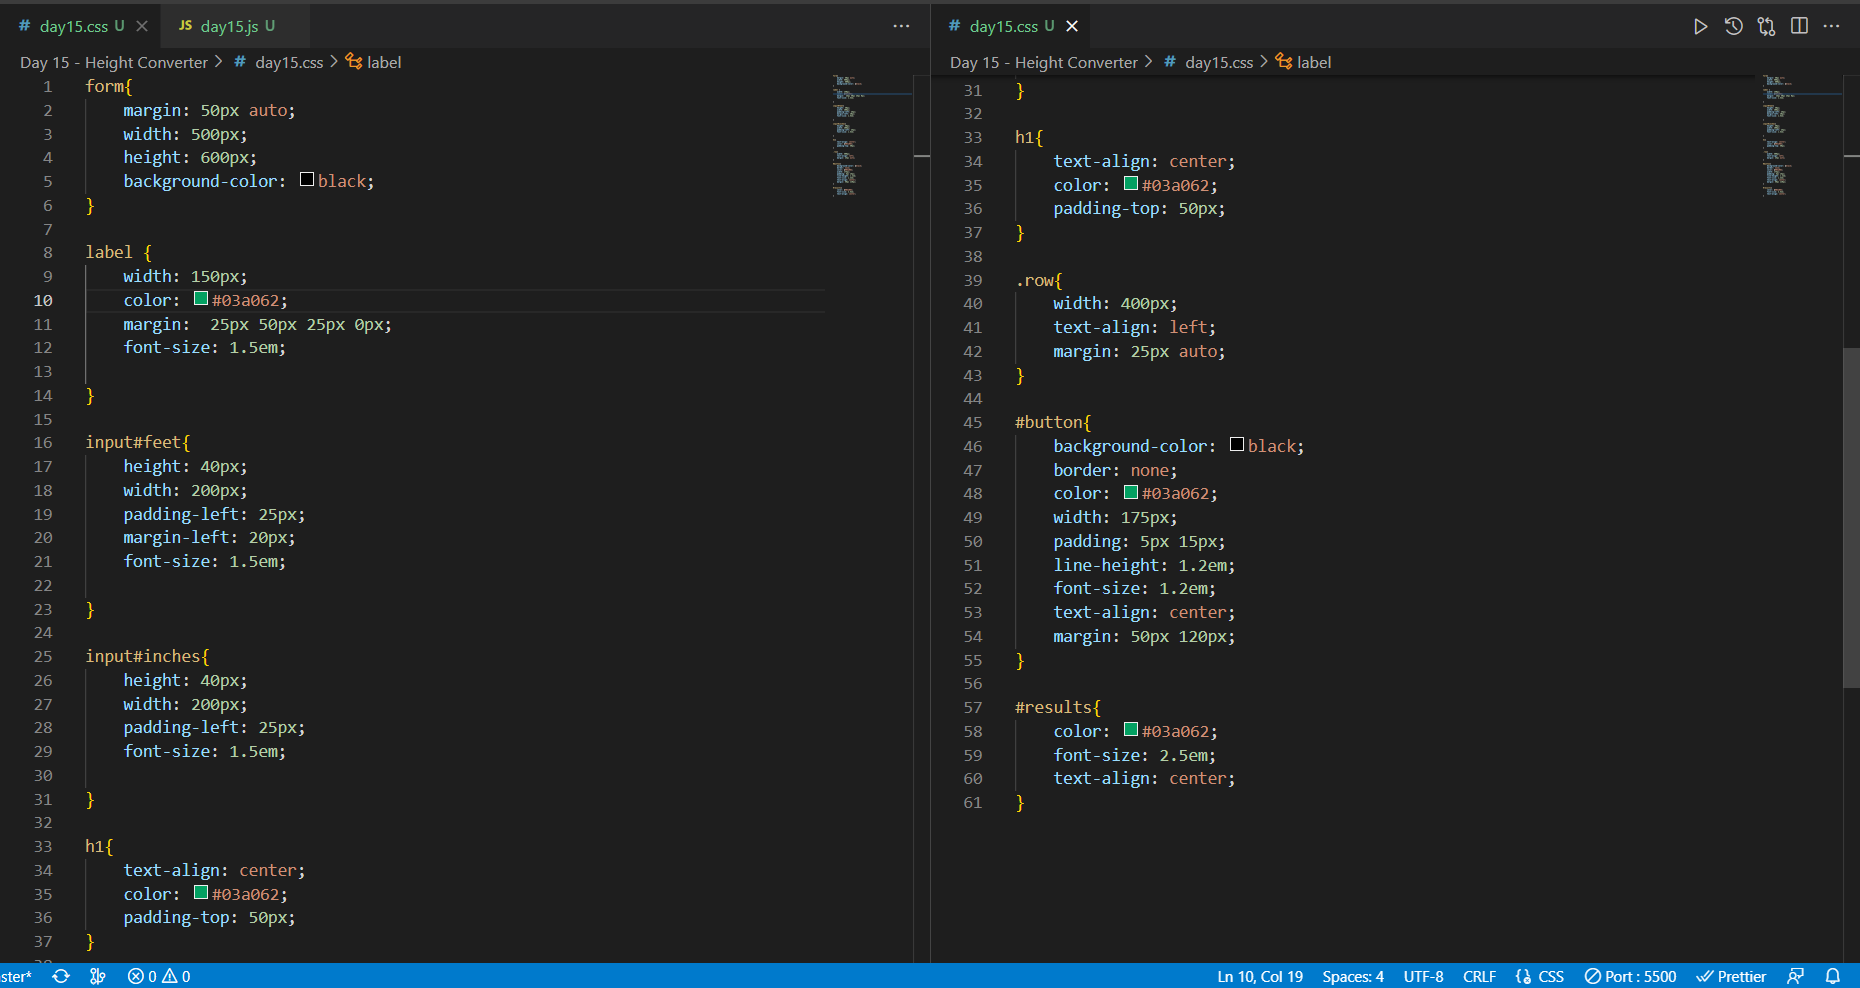 # day15.css U ×
JS day15.js U
...
Day 15 - Height Converter > # day15.css > label
1 form{
2 margin: 50px auto;
3 width: 500px;
4 height: 600px;
5 background-color: black;
6 }
7
8 label {
9 width: 150px;
10 color: #03a062;
11 margin:  25px 50px 25px 0px;
12 font-size: 1.5em;
13
14 }
15
16 input#feet{
17 height: 40px;
18 width: 200px;
19 padding-left: 25px;
20 margin-left: 20px;
21 font-size: 1.5em;
22
23 }
24
25 input#inches{
26 height: 40px;
27 width: 200px;
28 padding-left: 25px;
29 font-size: 1.5em;
30
31 }
32
33 h1{
34 text-align: center;
35 color: #03a062;
36 padding-top: 50px;
37 }
# day15.css U ×
...
Day 15 - Height Converter > # day15.css > label
31 }
32
33 h1{
34 text-align: center;
35 color: #03a062;
36 padding-top: 50px;
37 }
38
39 .row{
40 width: 400px;
41 text-align: left;
42 margin: 25px auto;
43 }
44
45 #button{
46 background-color: black;
47 border: none;
48 color: #03a062;
49 width: 175px;
50 padding: 5px 15px;
51 line-height: 1.2em;
52 font-size: 1.2em;
53 text-align: center;
54 margin: 50px 120px;
55 }
56
57 #results{
58 color: #03a062;
59 font-size: 2.5em;
60 text-align: center;
61 }
ster* 0 0 Ln 10, Col 19 Spaces: 4 UTF-8 CRLF CSS Port : 5500 Prettier